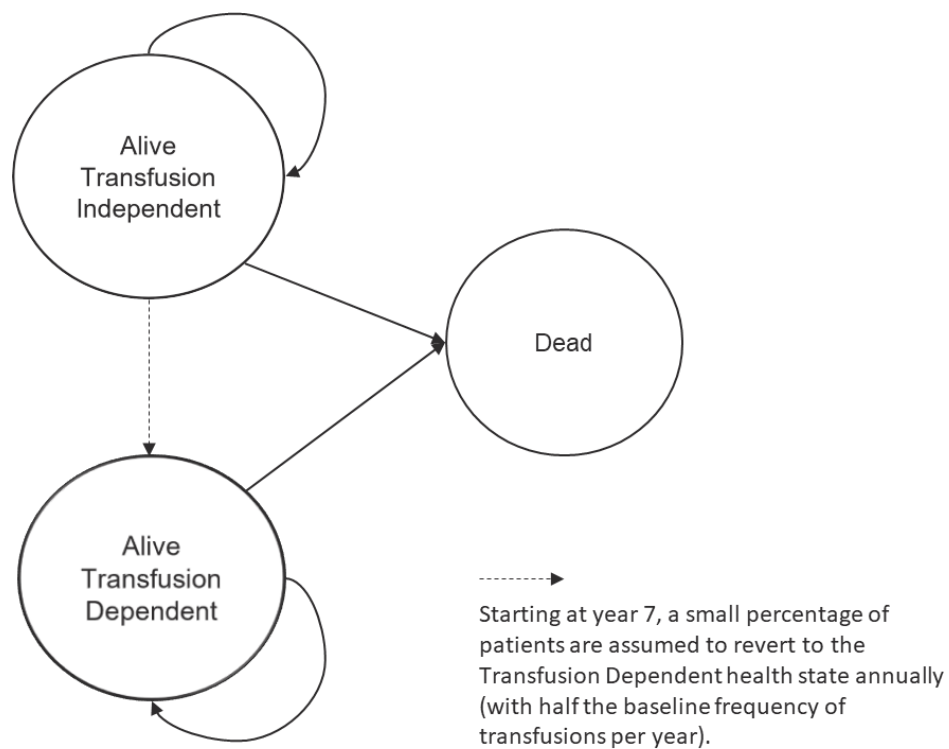 Alive
Transfusion
Independent
Dead
Alive
Transfusion
Dependent
Starting at year 7, a small percentage of
patients are assumed to revert to the
Transfusion Dependent health state annually
(with half the baseline frequency of
transfusions per year).